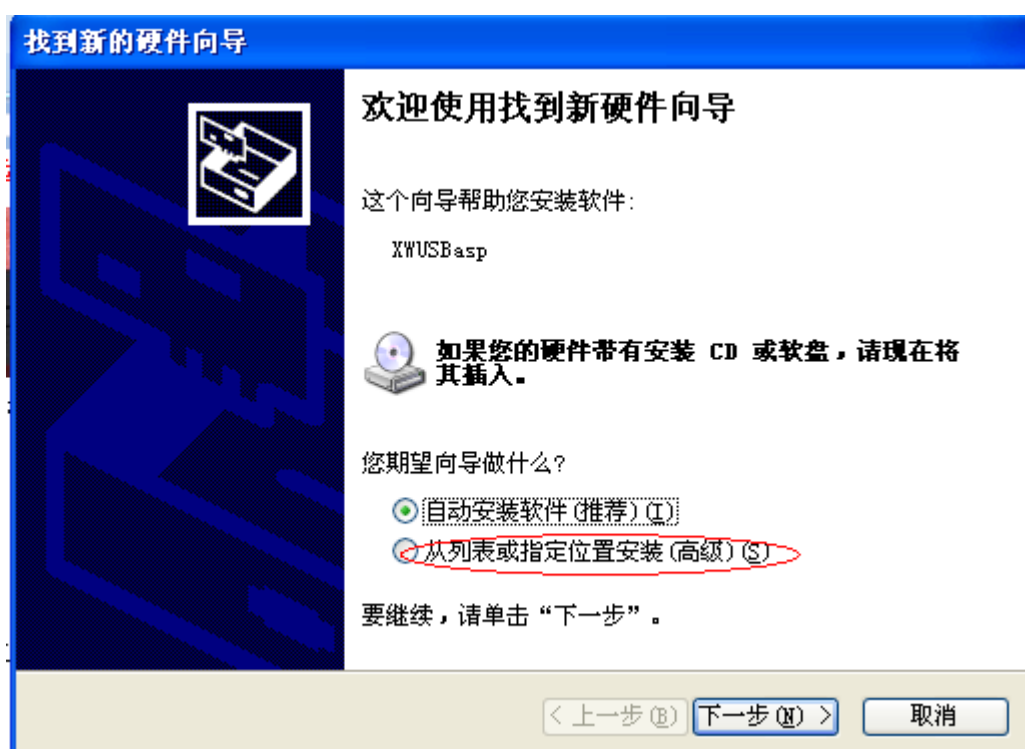 找到新的硬件向导
欢迎使用找到新硬件向导
这个向导帮助您安装软件:
XWUSBasp
如果您的硬件带有安装 CD 或软盘，请现在将
其插入。
您期望向导做什么?
自动安装软件(推荐)(I)
从列表或指定位置安装(高级)(S)
要继续，请单击“下一步”。
< 上一步(B)
下一步(N) >
取消